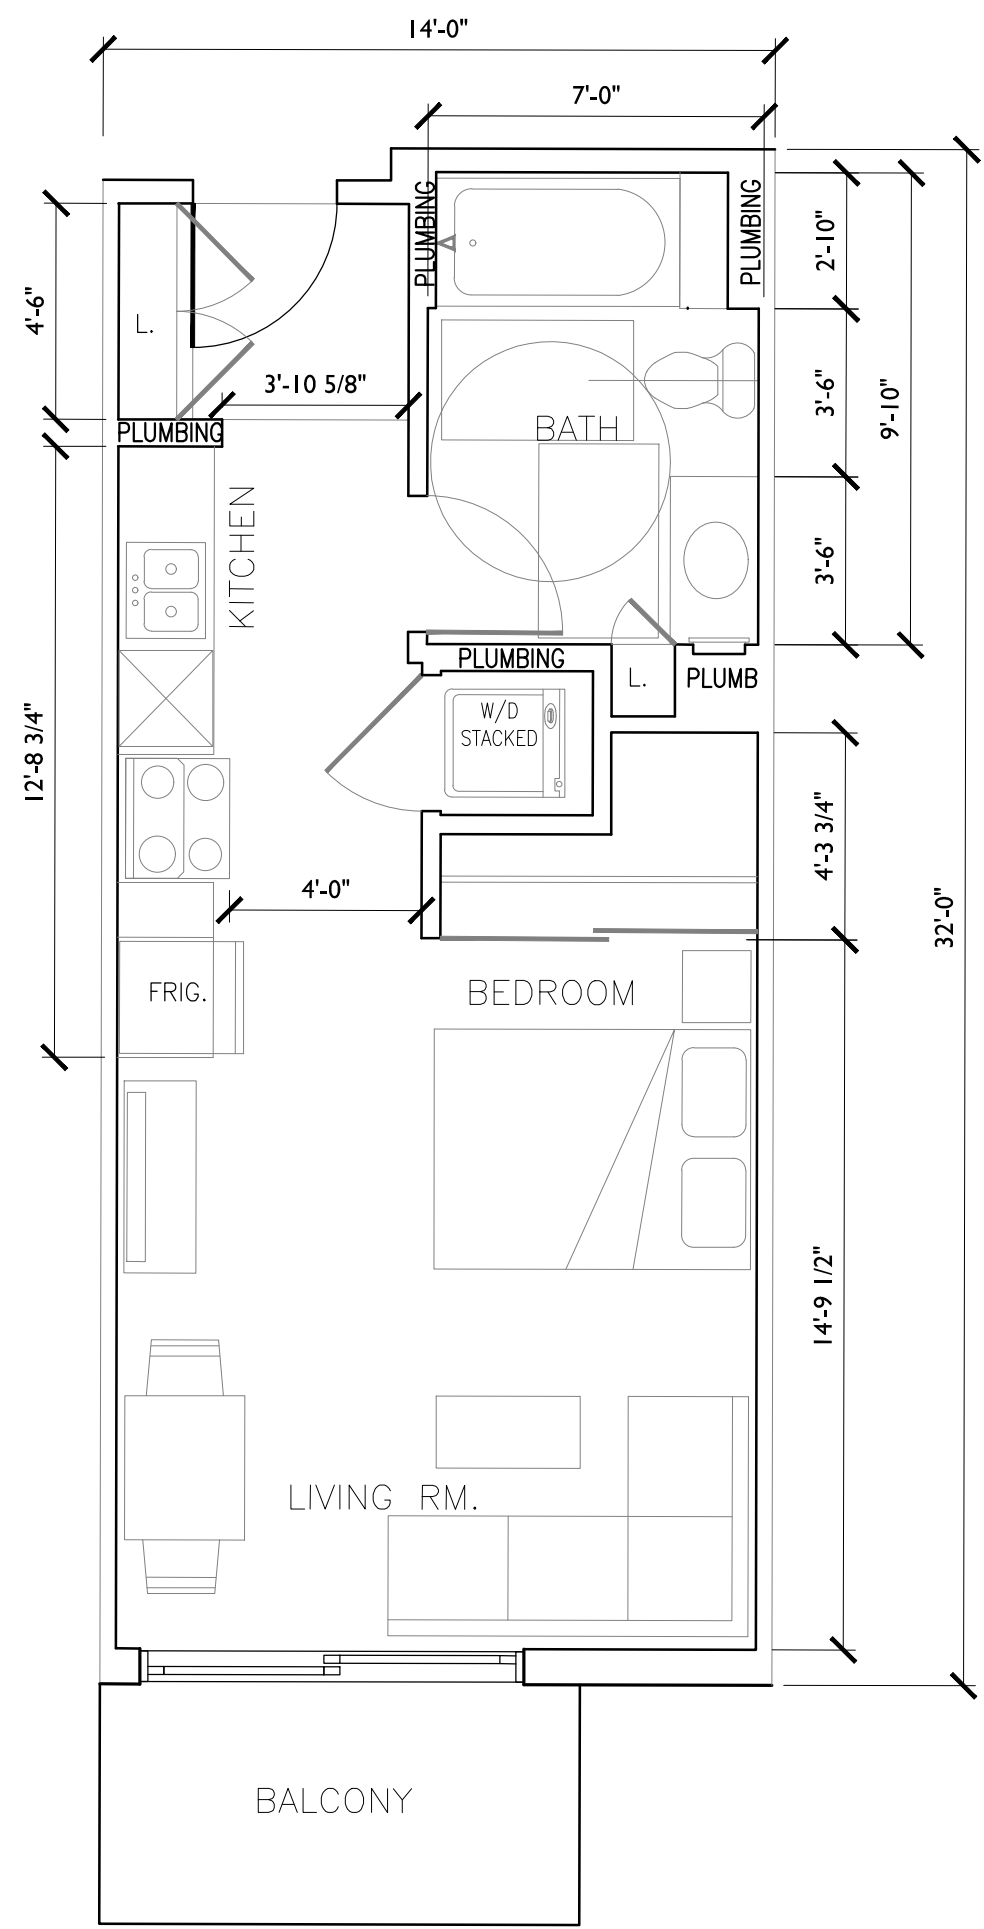 14'-0"
7'-0"
PLUMBING
PLUMBING
2'-10"
4'-6"
L.
3'-10 5/8"
3'-6"
9'-10"
PLUMBING
BATH
KITCHEN
3'-6"
PLUMBING
L.
PLUMB
W/D
STACKED
12'-8 3/4"
4'-3 3/4"
4'-0"
32'-0"
FRIG.
BEDROOM
14'-9 1/2"
LIVING RM.
BALCONY